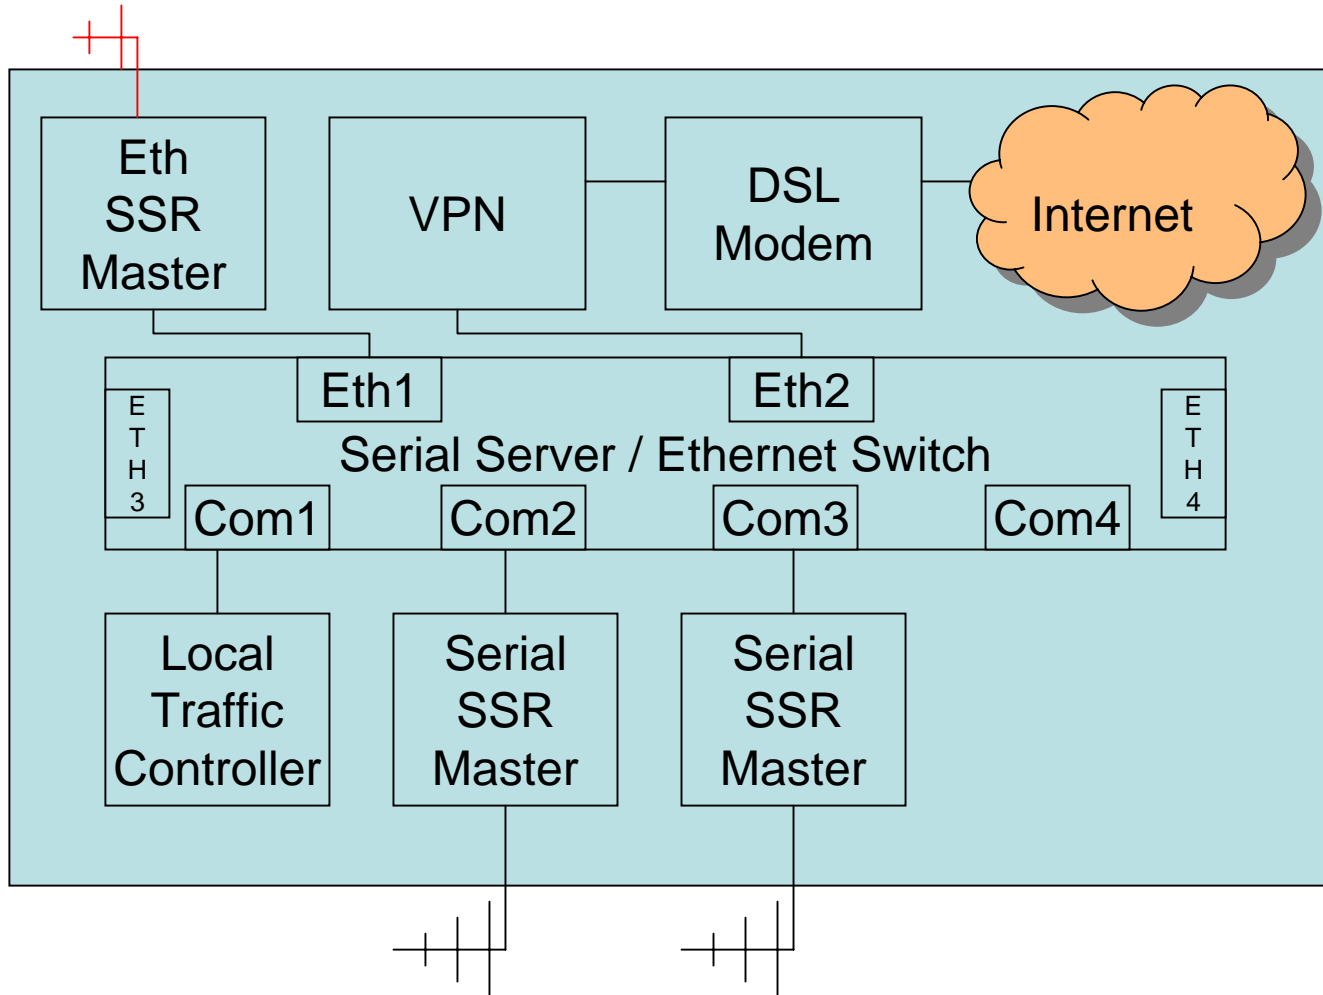 Eth
SSR
Master
VPN
DSL
Modem
Internet
Eth1
Eth2
E
T
H
3
E
T
H
4
Serial Server / Ethernet Switch
Com1
Com2
Com3
Com4
Local
Traffic
Controller
Serial
SSR
Master
Serial
SSR
Master